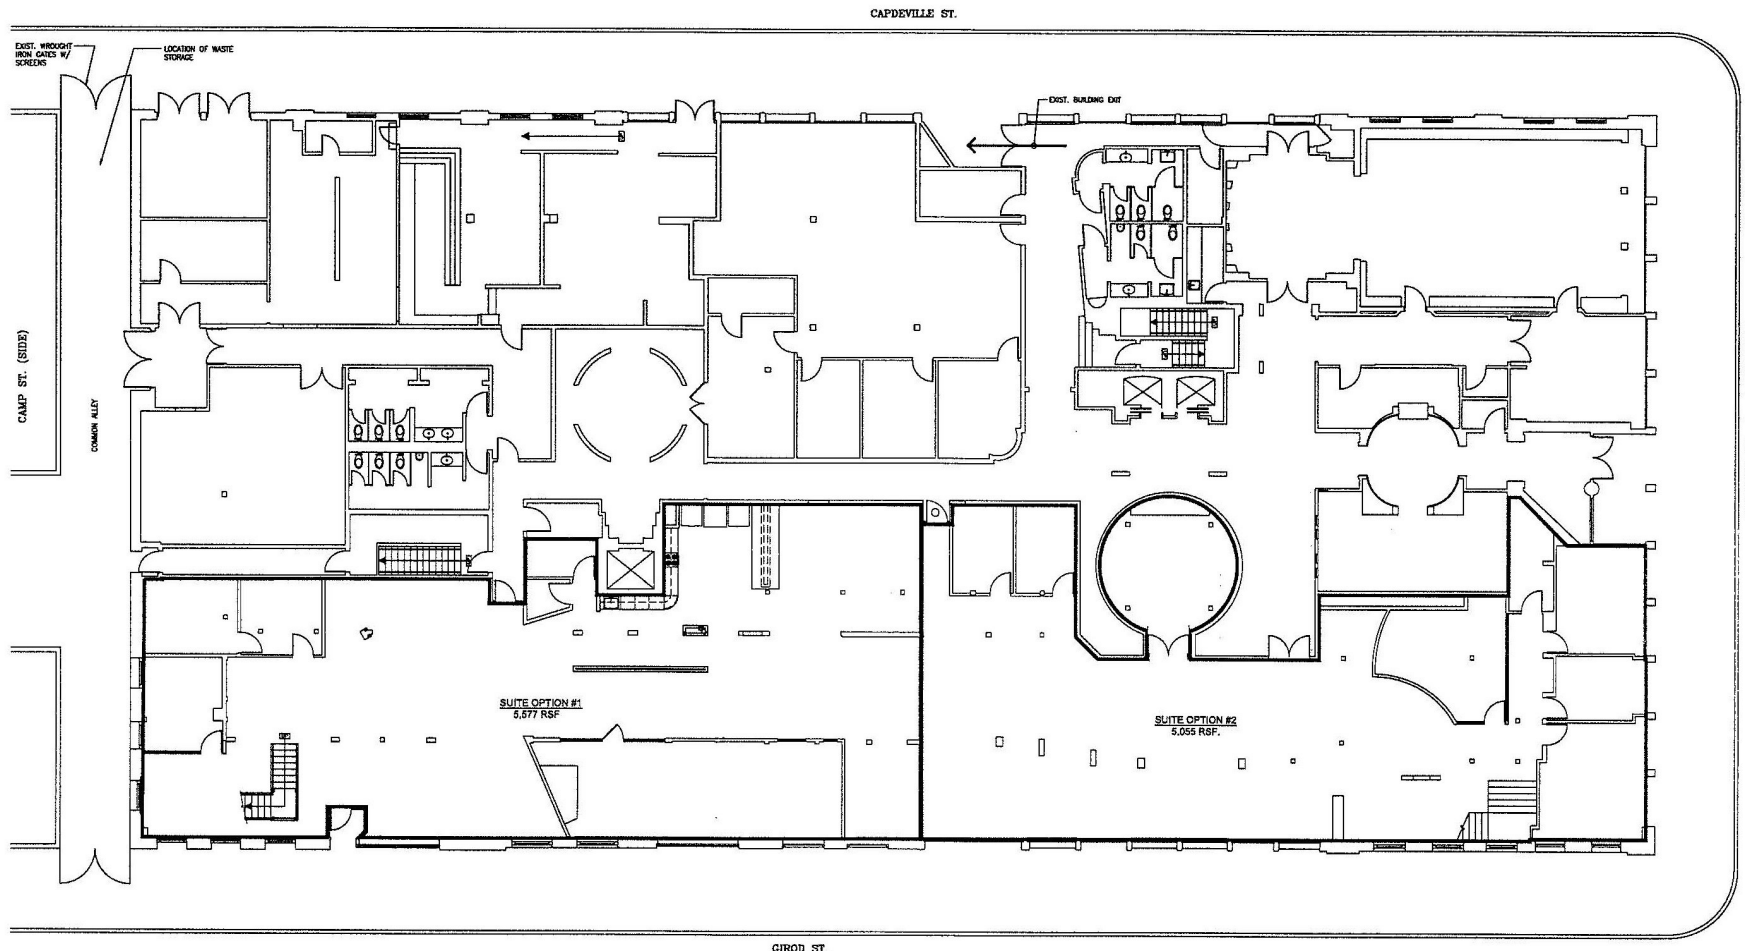 CAPDEVILLE ST.
EXIST. WROUGHT
IRON GATES W/
SCREENS
LOCATION OF WASTE
STORAGE
EXIST. BUILDING EXIT
CAMP ST. (SIDE)
COMMON ALLEY
SUITE OPTION #1
5,577 RSF
SUITE OPTION #2
5,055 RSF.
GIROD ST